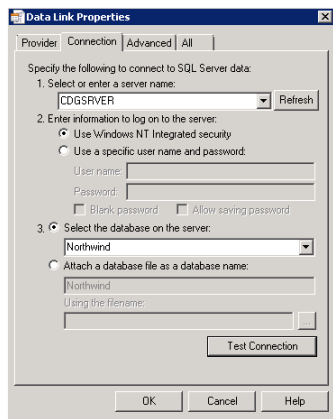 Data Link Properties
Provider Connection Advanced All
Specify the following to connect to SQL Server data:
1. Select or enter a server name:
CDGSRVER Refresh
2. Enter information to log on to the server:
Use Windows NT Integrated security
Use a specific user name and password:
User name:
Password:
Blank password Allow saving password
3. Select the database on the server:
Northwind
Attach a database file as a database name:
Northwind
Using the filename:
...
Test Connection
OK Cancel Help